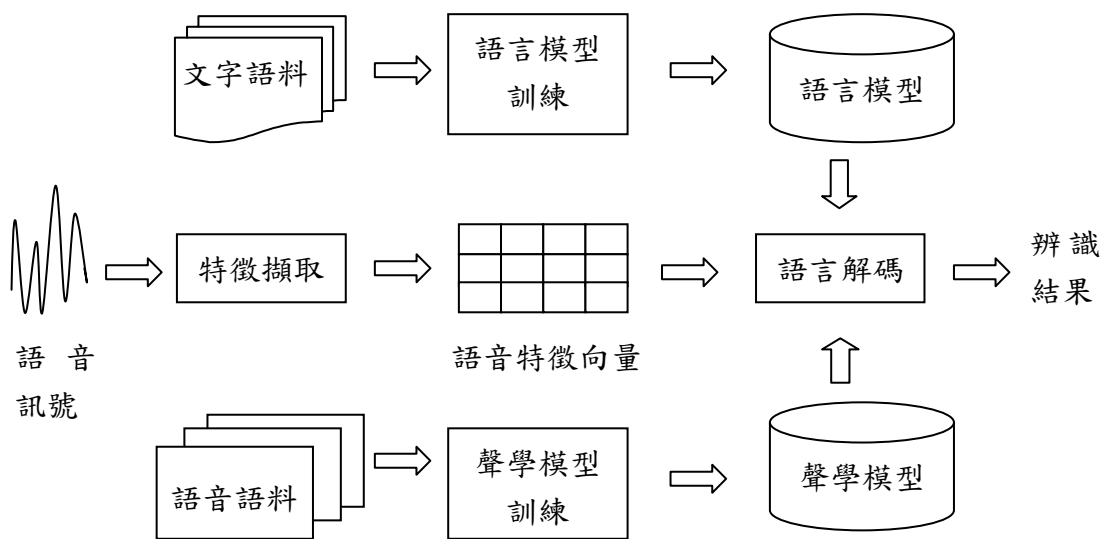 文字語料
語言模型
訓練
語言模型
特徵擷取
語言解碼
辨識
結果
語音
訊號
語音特徵向量
語音語料
聲學模型
訓練
聲學模型